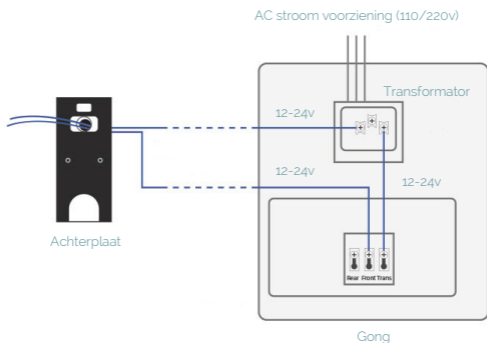 AC stroom voorziening (110/220v)
Transformator
12-24v
12-24v
12-24v
Achterplaat
Rear Front Trans
Gong